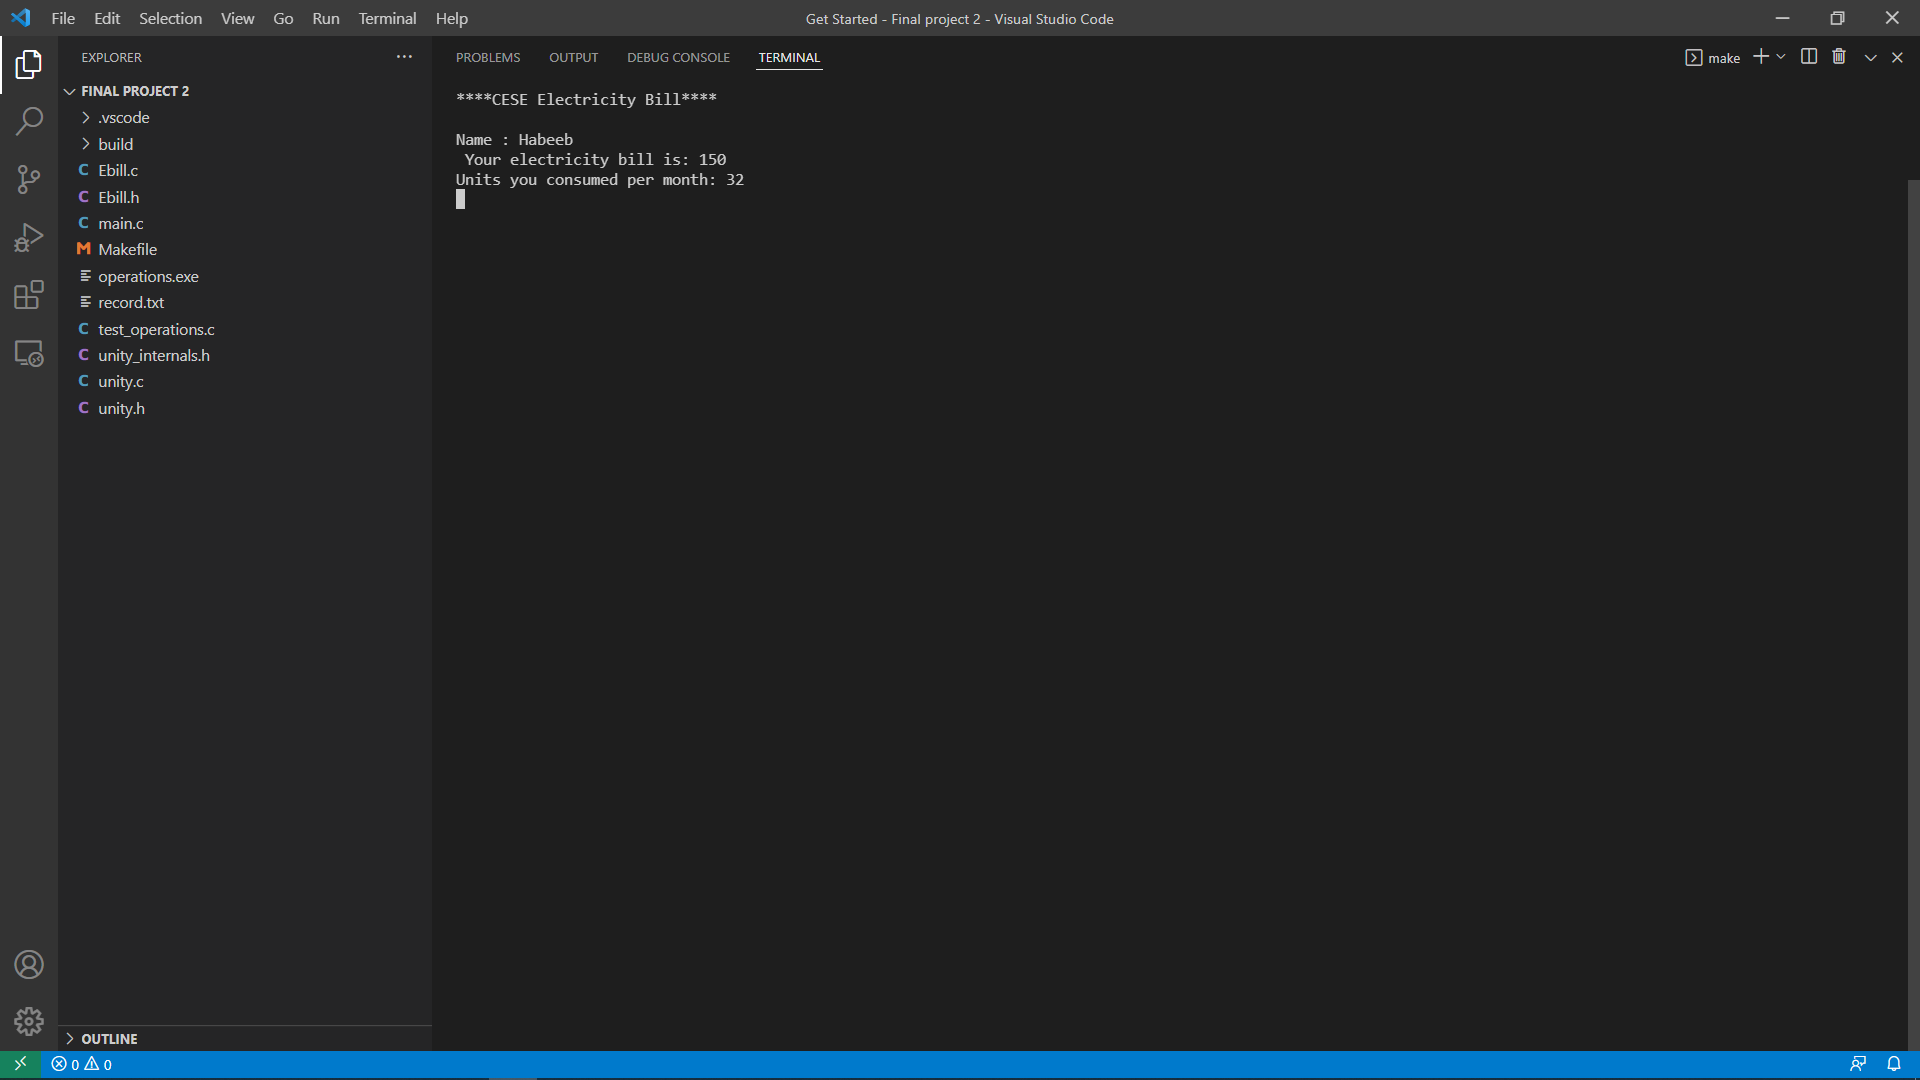 File Edit Selection View Go Run Terminal Help
Get Started - Final project 2 - Visual Studio Code
EXPLORER
FINAL PROJECT 2
.vscode
build
C Ebill.c
C Ebill.h
C main.c
M Makefile
operations.exe
record.txt
C test_operations.c
C unity_internals.h
C unity.c
C unity.h
OUTLINE
PROBLEMS OUTPUT DEBUG CONSOLE TERMINAL
make
****CESE Electricity Bill****
Name : Habeeb
Your electricity bill is: 150
Units you consumed per month: 32
0 0